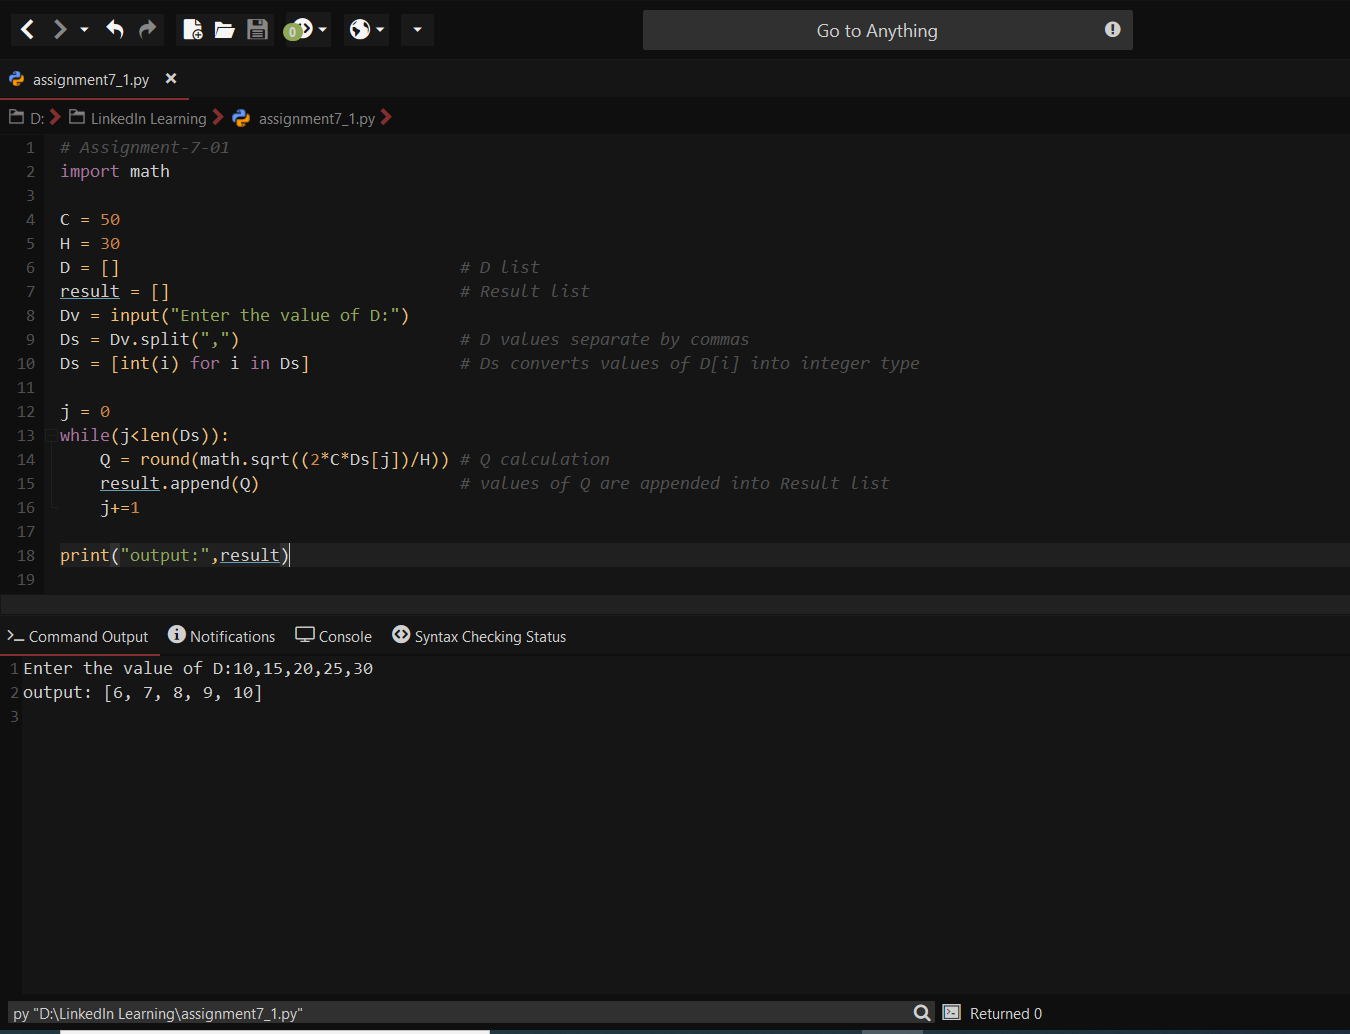 0
Go to Anything
assignment7_1.py
D: LinkedIn Learning assignment7_1.py
1 # Assignment-7-01
2 import math
3
4 C = 50
5 H = 30
6 D = [] # D list
7 result = [] # Result list
8 Dv = input("Enter the value of D:")
9 Ds = Dv.split(",") # D values separate by commas
10 Ds = [int(i) for i in Ds] # Ds converts values of D[i] into integer type
11
12 j = 0
13 while(j<len(Ds)):
14 Q = round(math.sqrt((2*C*Ds[j])/H)) # Q calculation
15 result.append(Q) # values of Q are appended into Result list
16 j+=1
17
18 print("output:",result)
19
Command Output Notifications Console Syntax Checking Status
1 Enter the value of D:10,15,20,25,30
2 output: [6, 7, 8, 9, 10]
3
py "D:\LinkedIn Learning\assignment7_1.py" Returned 0